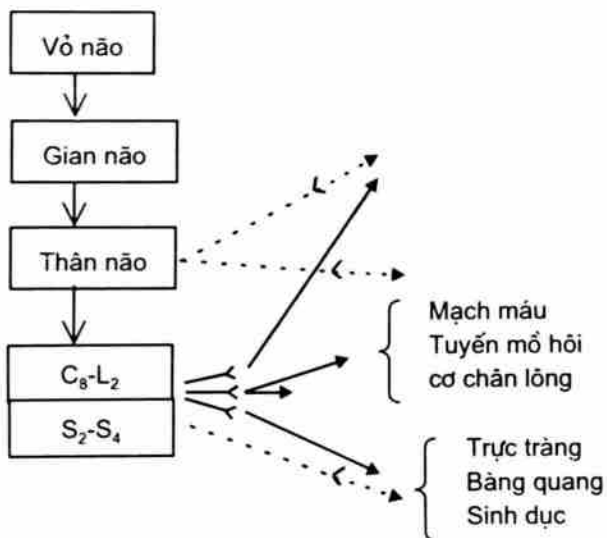 Vỏ não
Gian não
Thân não
C₈-L₂
S₂-S₄
Mạch máu
Tuyến mồ hôi
cơ chân lông
Trực tràng
Bàng quang
Sinh dục